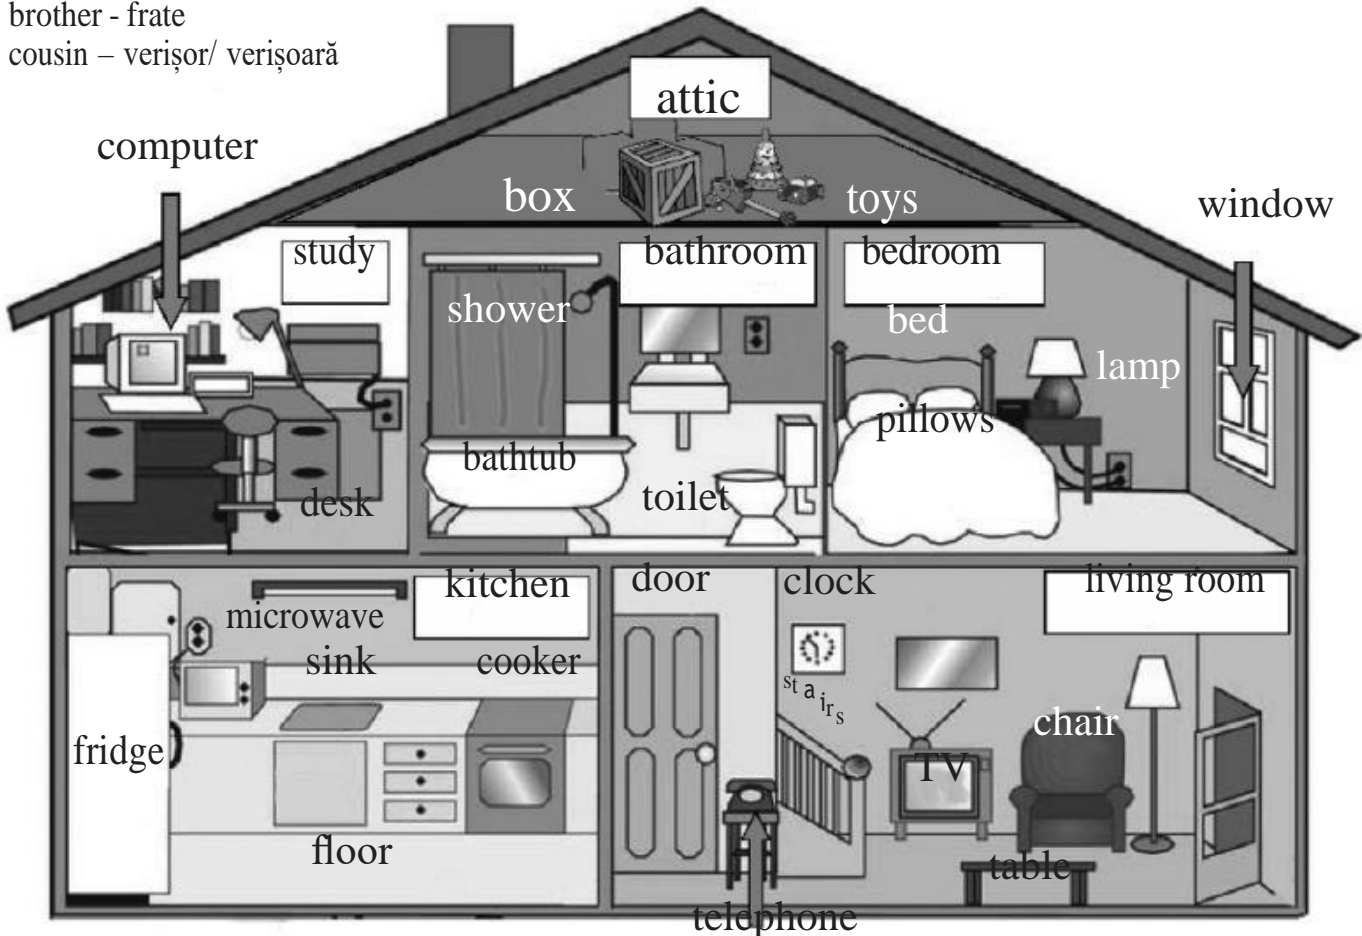 brother - frate
cousin – verișor/ verișoară
attic
computer
box
toys
window
study
bathroom
bedroom
shower
bed
lamp
pillows
bathtub
toilet
desk
kitchen
door
clock
living room
microwave
sink
cooker
stairs
chair
fridge
TV
floor
table
telephone